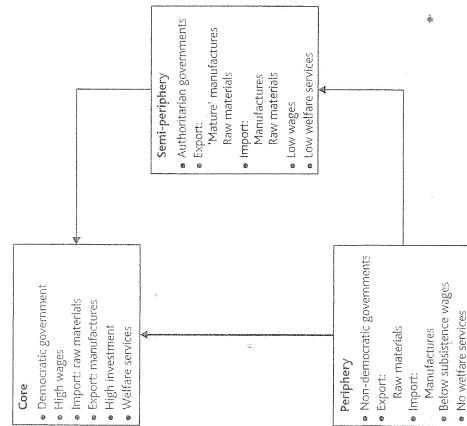 Core
• Democratic government
• High wages
• Import: raw materials
• Export: manufactures
• High investment
• Welfare services
Semi-periphery
• Authoritarian governments
• Export:
'Mature' manufactures
Raw materials
• Import:
Manufactures
Raw materials
• Low wages
• Low welfare services
Periphery
• Non-democratic governments
• Export:
Raw materials
• Import:
Manufactures
• Below subsistence wages
• No welfare services